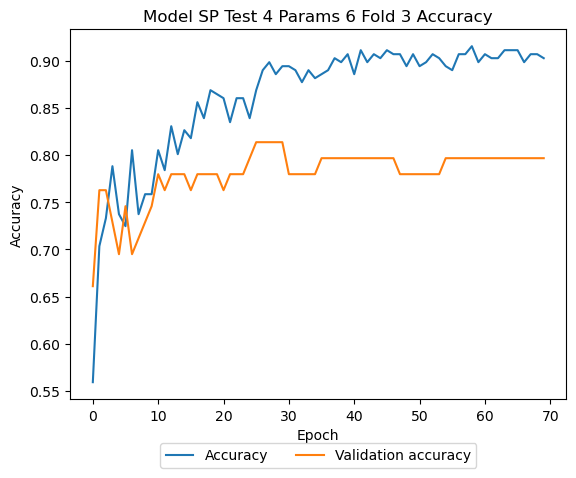 Model SP Test 4 Params 6 Fold 3 Accuracy
0.90
0.85
0.80
0.75
0.70
0.65
0.60
0.55
Accuracy
0 10 20 30 40 50 60 70
Epoch
Accuracy Validation accuracy